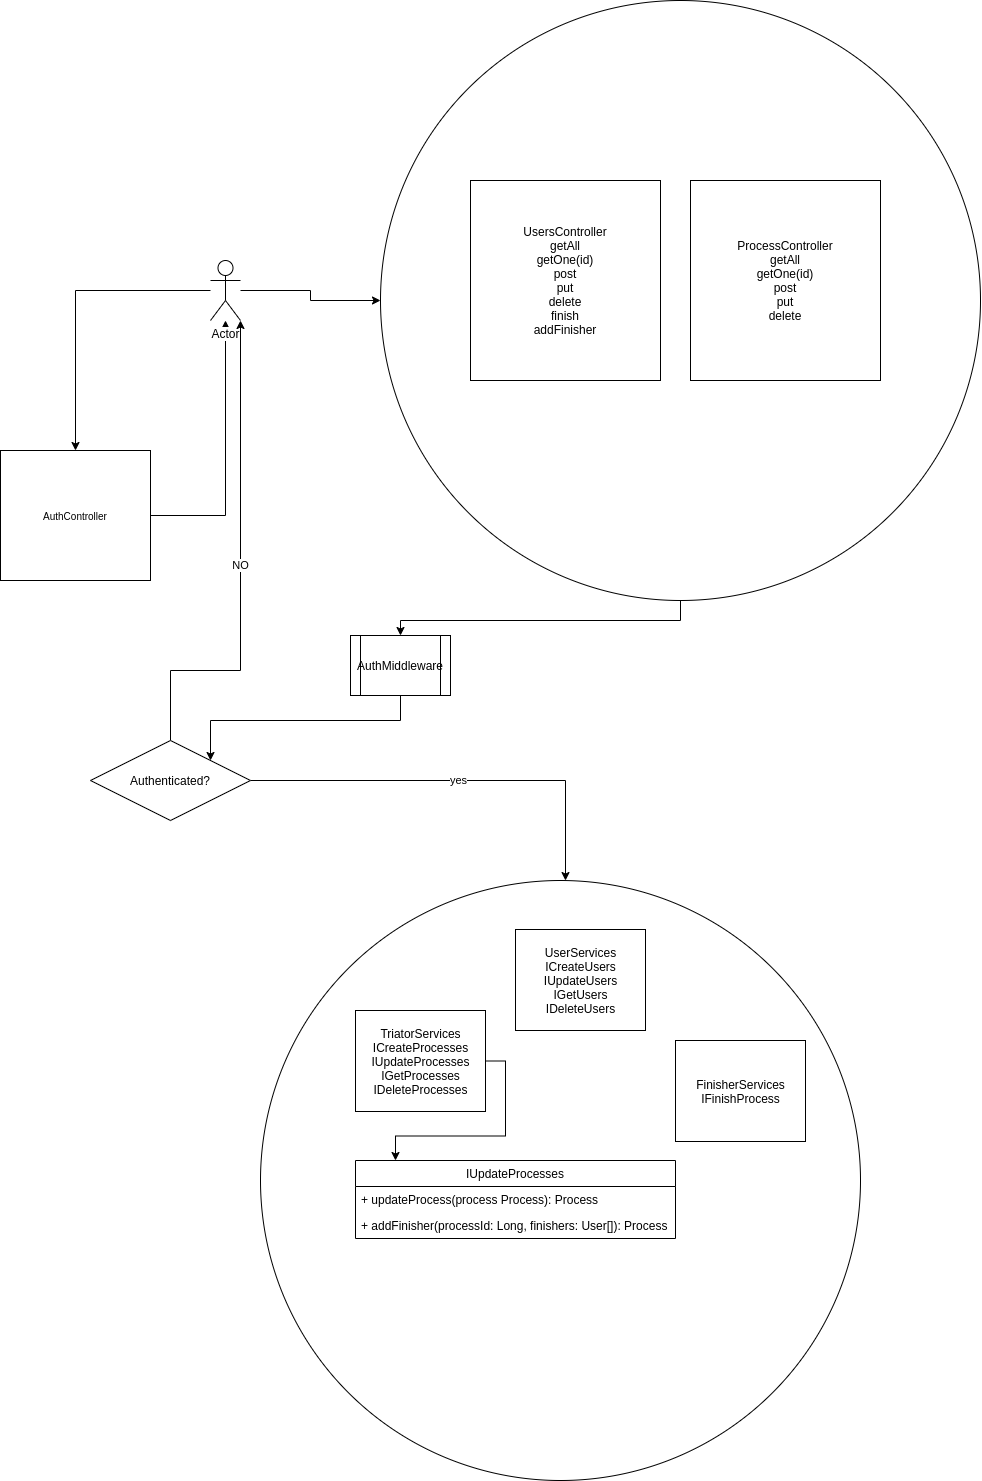 UsersController
getAll
getOne(id)
post
put
delete
finish
addFinisher
ProcessController
getAll
getOne(id)
post
put
delete
Actor
AuthController
NO
AuthMiddleware
Authenticated?
yes
UserServices
ICreateUsers
IUpdateUsers
IGetUsers
IDeleteUsers
TriatorServices
ICreateProcesses
IUpdateProcesses
IGetProcesses
IDeleteProcesses
FinisherServices
IFinishProcess
IUpdateProcesses
+ updateProcess(process Process): Process
+ addFinisher(processId: Long, finishers: User[]): Process